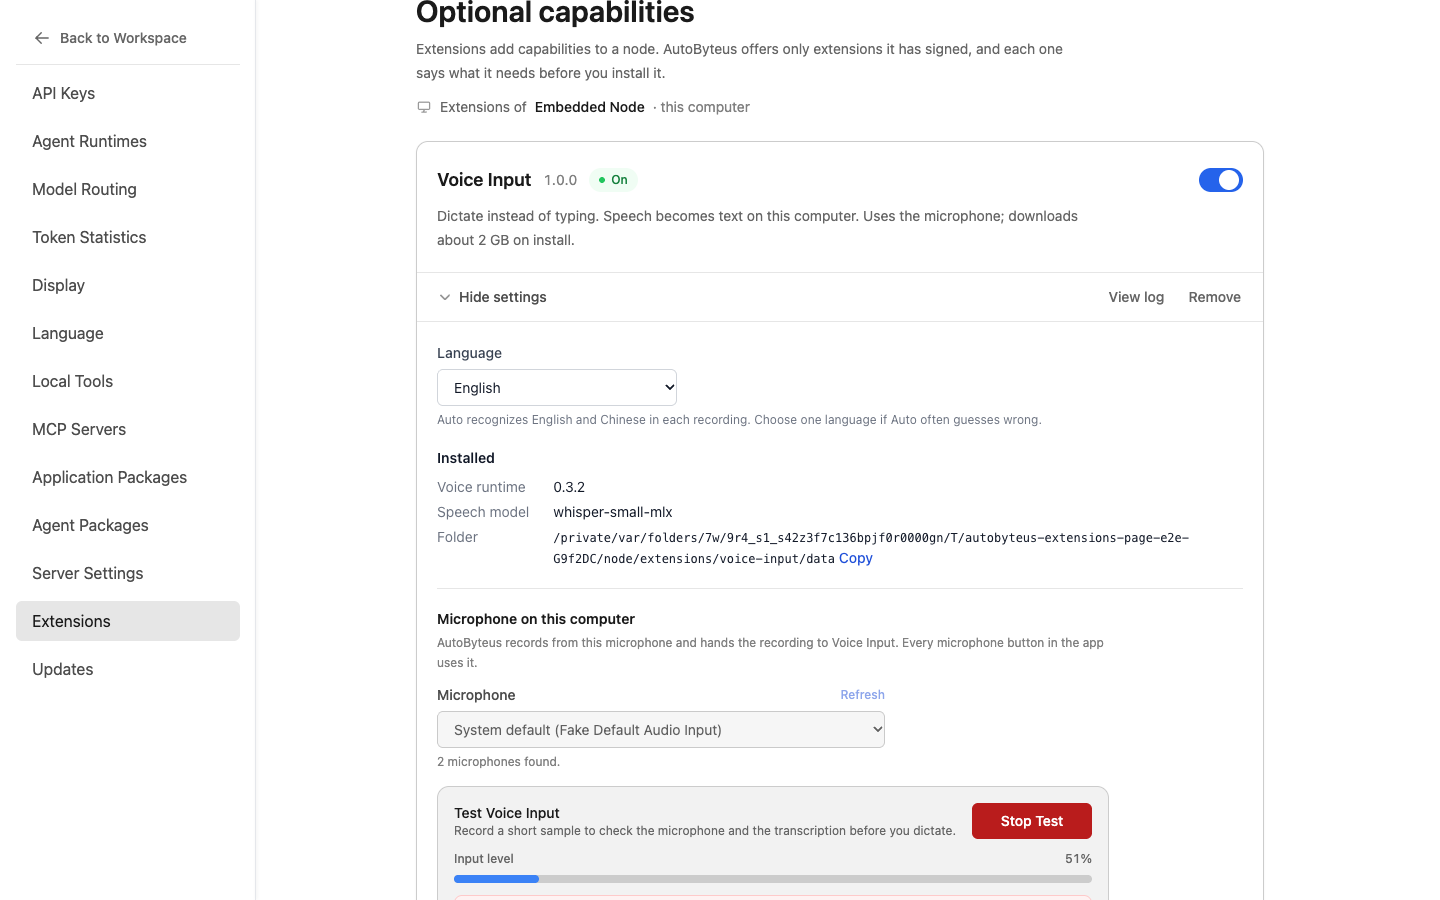 Back to Workspace
API Keys
Agent Runtimes
Model Routing
Token Statistics
Display
Language
Local Tools
MCP Servers
Application Packages
Agent Packages
Server Settings
Extensions
Updates
Optional capabilities
Extensions add capabilities to a node. AutoByteus offers only extensions it has signed, and each one
says what it needs before you install it.
Extensions of Embedded Node · this computer
Voice Input 1.0.0 On
Dictate instead of typing. Speech becomes text on this computer. Uses the microphone; downloads
about 2 GB on install.
Hide settings View log Remove
Language
English
Auto recognizes English and Chinese in each recording. Choose one language if Auto often guesses wrong.
Installed
Voice runtime 0.3.2
Speech model whisper-small-mlx
Folder /private/var/folders/7w/9r4_s1_s42z3f7c136bpjf0r0000gn/T/autobyteus-extensions-page-e2e-
G9f2DC/node/extensions/voice-input/data Copy
Microphone on this computer
AutoByteus records from this microphone and hands the recording to Voice Input. Every microphone button in the app
uses it.
Microphone Refresh
System default (Fake Default Audio Input)
2 microphones found.
Test Voice Input
Record a short sample to check the microphone and the transcription before you dictate.
Stop Test
Input level 51%